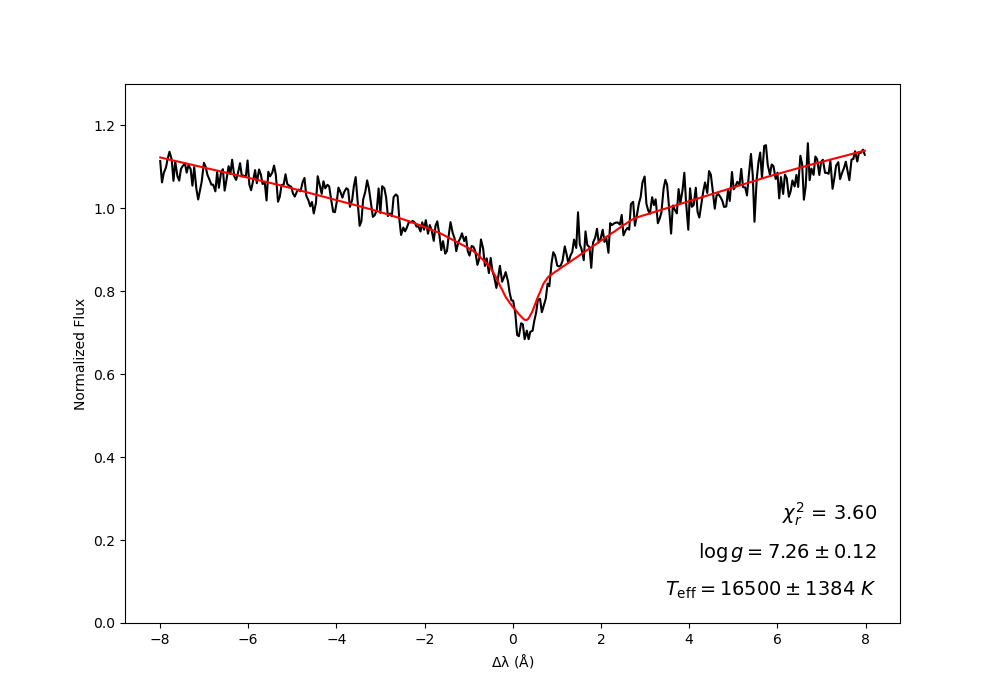 1.2
1.0
0.8
0.6
0.4
0.2
0.0
Normalized Flux
χ²ᵣ = 3.60
log g = 7.26 ± 0.12
T_eff = 16500 ± 1384 K
−8 −6 −4 −2 0 2 4 6 8
Δλ (Å)